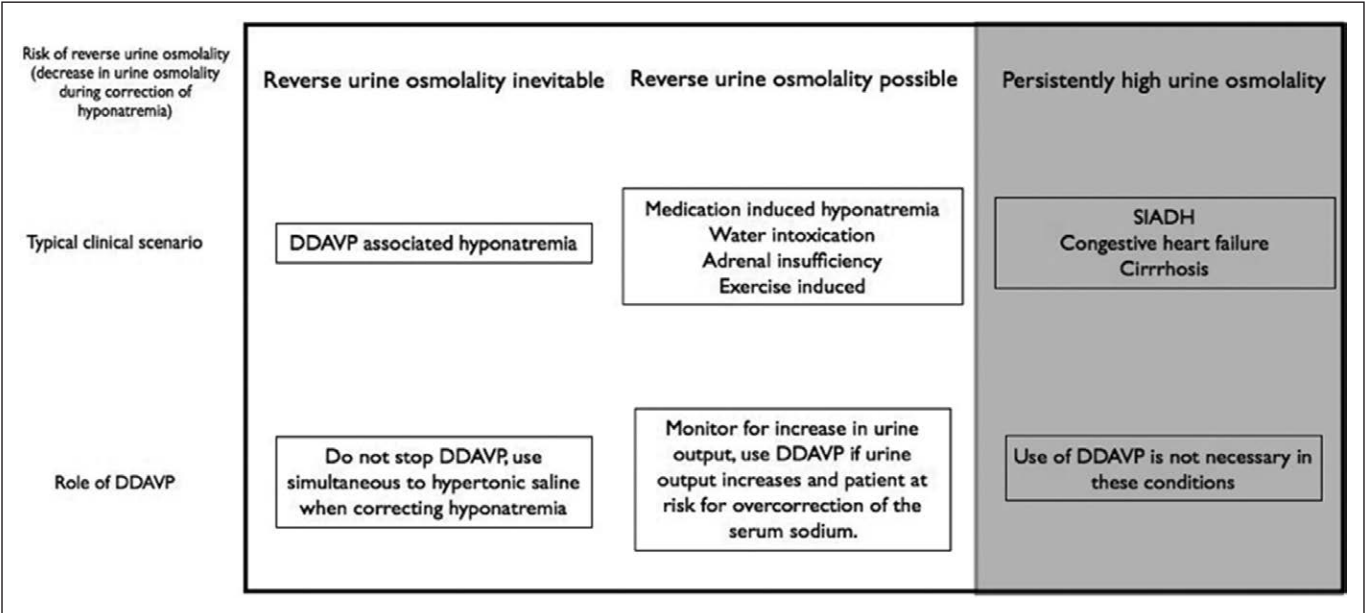 Risk of reverse urine osmolality
(decrease in urine osmolality
during correction of
hyponatremia)
Reverse urine osmolality inevitable
Reverse urine osmolality possible
Persistently high urine osmolality
Typical clinical scenario
DDAVP associated hyponatremia
Medication induced hyponatremia
Water intoxication
Adrenal insufficiency
Exercise induced
SIADH
Congestive heart failure
Cirrrhosis
Role of DDAVP
Do not stop DDAVP, use
simultaneous to hypertonic saline
when correcting hyponatremia
Monitor for increase in urine
output, use DDAVP if urine
output increases and patient at
risk for overcorrection of the
serum sodium.
Use of DDAVP is not necessary in
these conditions